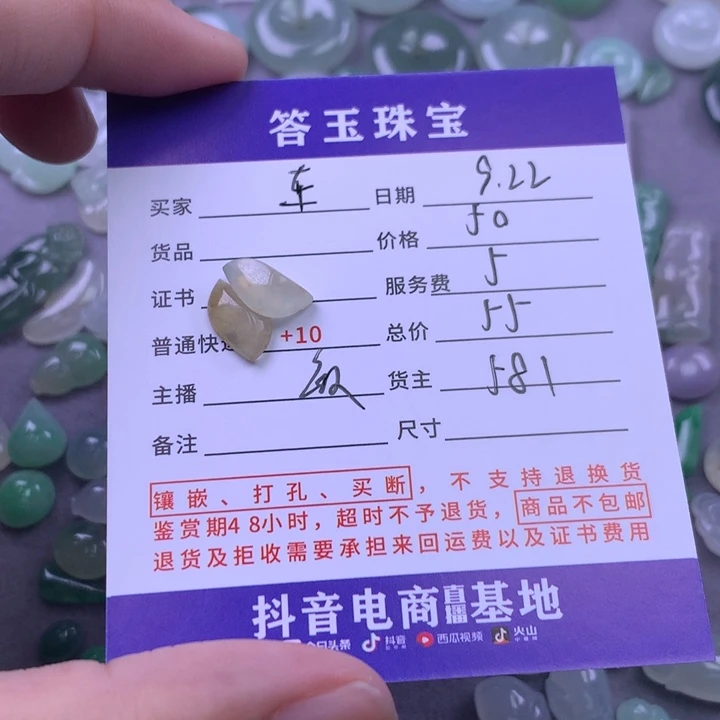 答玉珠宝
买家 车 日期 9.22
货品 价格 50
证书 服务费 5
普通快递 +10 总价 55
主播 敏 货主 581
备注 尺寸
镶嵌、打孔、买断，不支持退换货
鉴赏期48小时，超时不予退货，商品不包邮
退货及拒收需要承担来回运费以及证书费用
抖音电商直播基地
今日头条 抖音 西瓜视频 火山